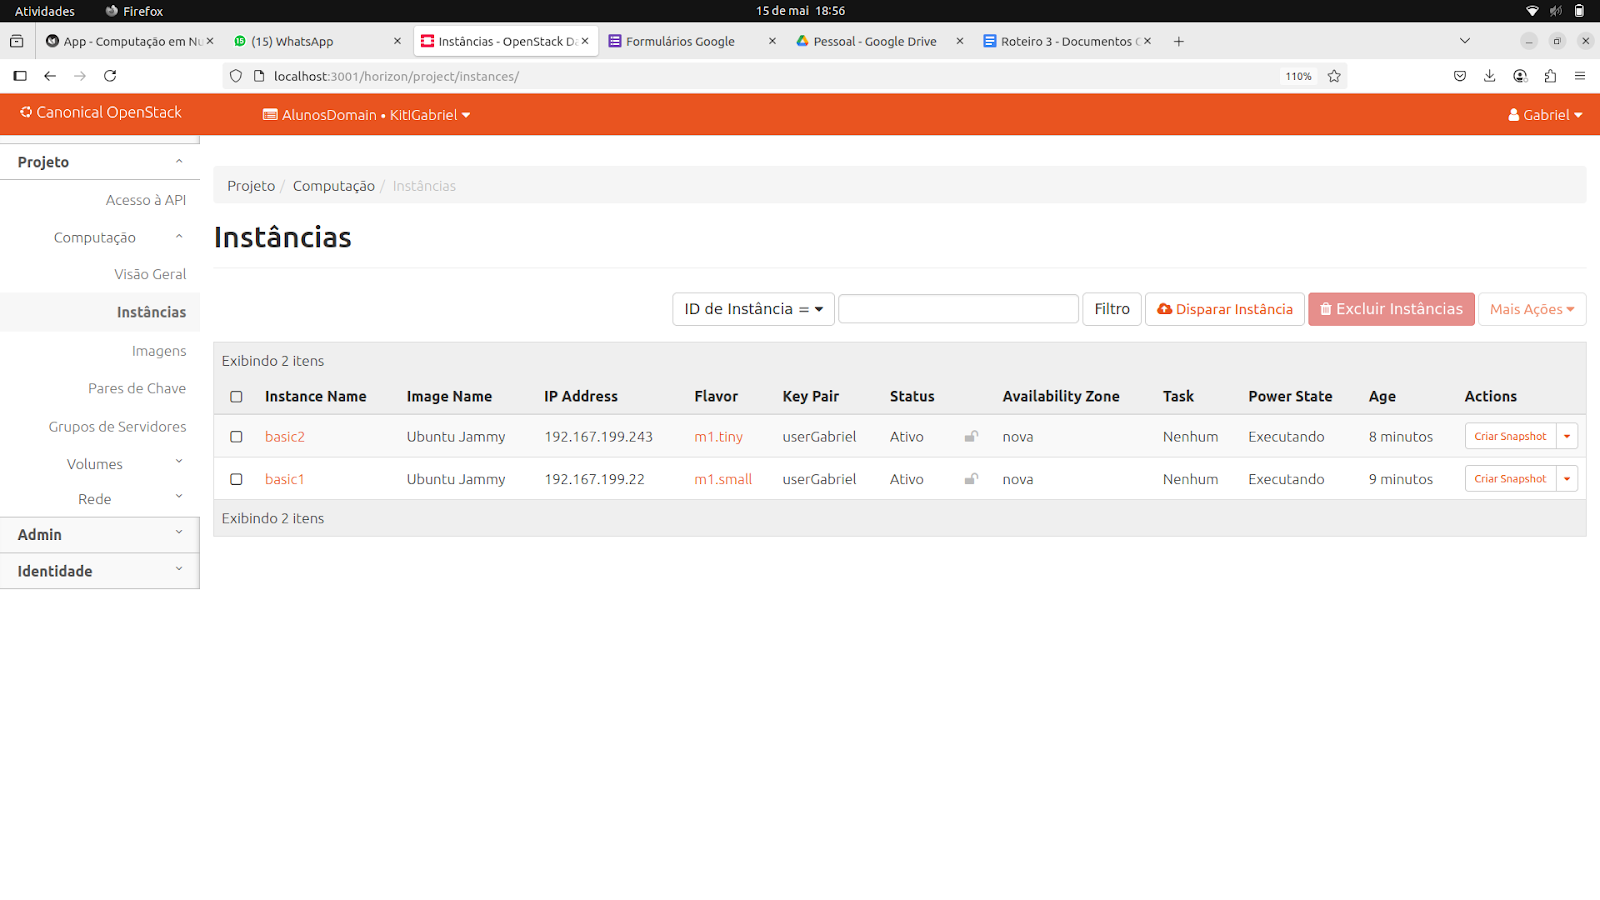 Atividades Firefox 15 de mai 18:56
App - Computação em Nu (15) WhatsApp Instâncias - OpenStack Da Formulários Google Pessoal - Google Drive Roteiro 3 - Documentos
localhost:3001/horizon/project/instances/ 110%
Canonical OpenStack AlunosDomain • KitIGabriel Gabriel
Projeto
Acesso à API
Computação
Visão Geral
Instâncias
Imagens
Pares de Chave
Grupos de Servidores
Volumes
Rede
Admin
Identidade
Projeto / Computação / Instâncias
Instâncias
ID de Instância = Filtro Disparar Instância Excluir Instâncias Mais Ações
Exibindo 2 itens
Instance Name Image Name IP Address Flavor Key Pair Status Availability Zone Task Power State Age Actions
basic2 Ubuntu Jammy 192.167.199.243 m1.tiny userGabriel Ativo nova Nenhum Executando 8 minutos Criar Snapshot
basic1 Ubuntu Jammy 192.167.199.22 m1.small userGabriel Ativo nova Nenhum Executando 9 minutos Criar Snapshot
Exibindo 2 itens